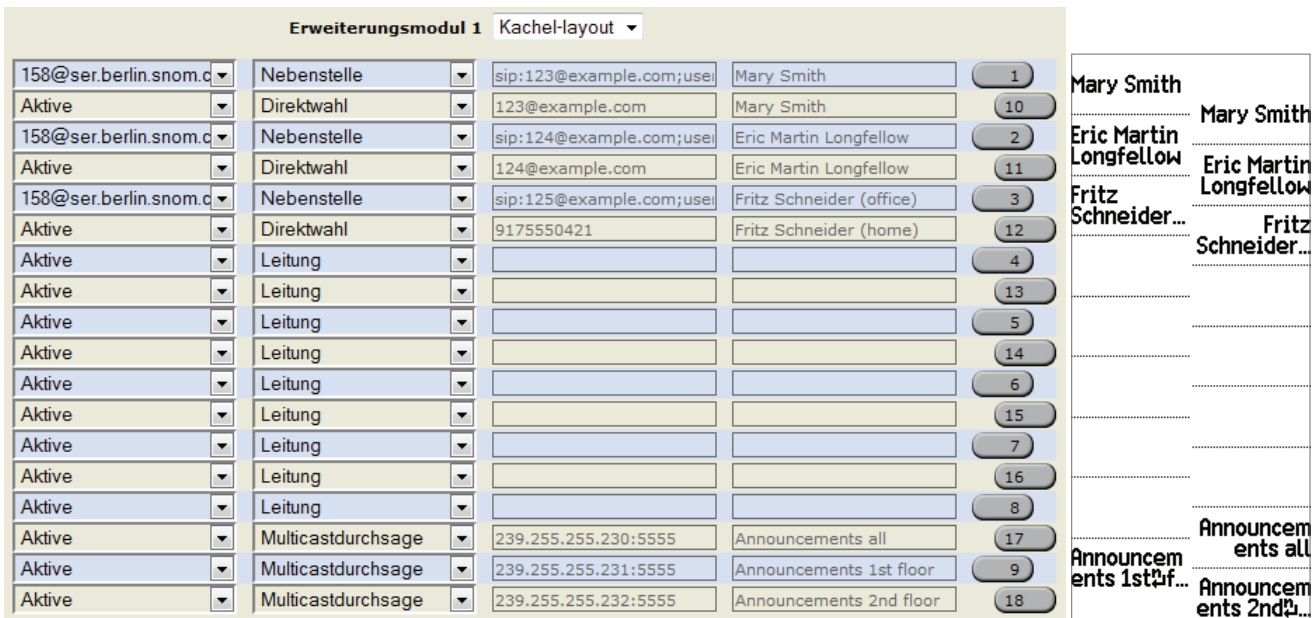 Erweiterungsmodul 1 Kachel-layout
158@ser.berlin.snom.c Nebenstelle sip:123@example.com;user Mary Smith 1
Aktive Direktwahl 123@example.com Mary Smith 10
158@ser.berlin.snom.c Nebenstelle sip:124@example.com;user Eric Martin Longfellow 2
Aktive Direktwahl 124@example.com Eric Martin Longfellow 11
158@ser.berlin.snom.c Nebenstelle sip:125@example.com;user Fritz Schneider (office) 3
Aktive Direktwahl 9175550421 Fritz Schneider (home) 12
Aktive Leitung 4
Aktive Leitung 13
Aktive Leitung 5
Aktive Leitung 14
Aktive Leitung 6
Aktive Leitung 15
Aktive Leitung 7
Aktive Leitung 16
Aktive Leitung 8
Aktive Multicastdurchsage 239.255.255.230:5555 Announcements all 17
Aktive Multicastdurchsage 239.255.255.231:5555 Announcements 1st floor 9
Aktive Multicastdurchsage 239.255.255.232:5555 Announcements 2nd floor 18
Mary Smith
Eric Martin
Longfellow
Fritz
Schneider...
Announcem
ents 1st f...
Mary Smith
Eric Martin
Longfellow
Fritz
Schneider...
Announcem
ents all
Announcem
ents 2nd ...